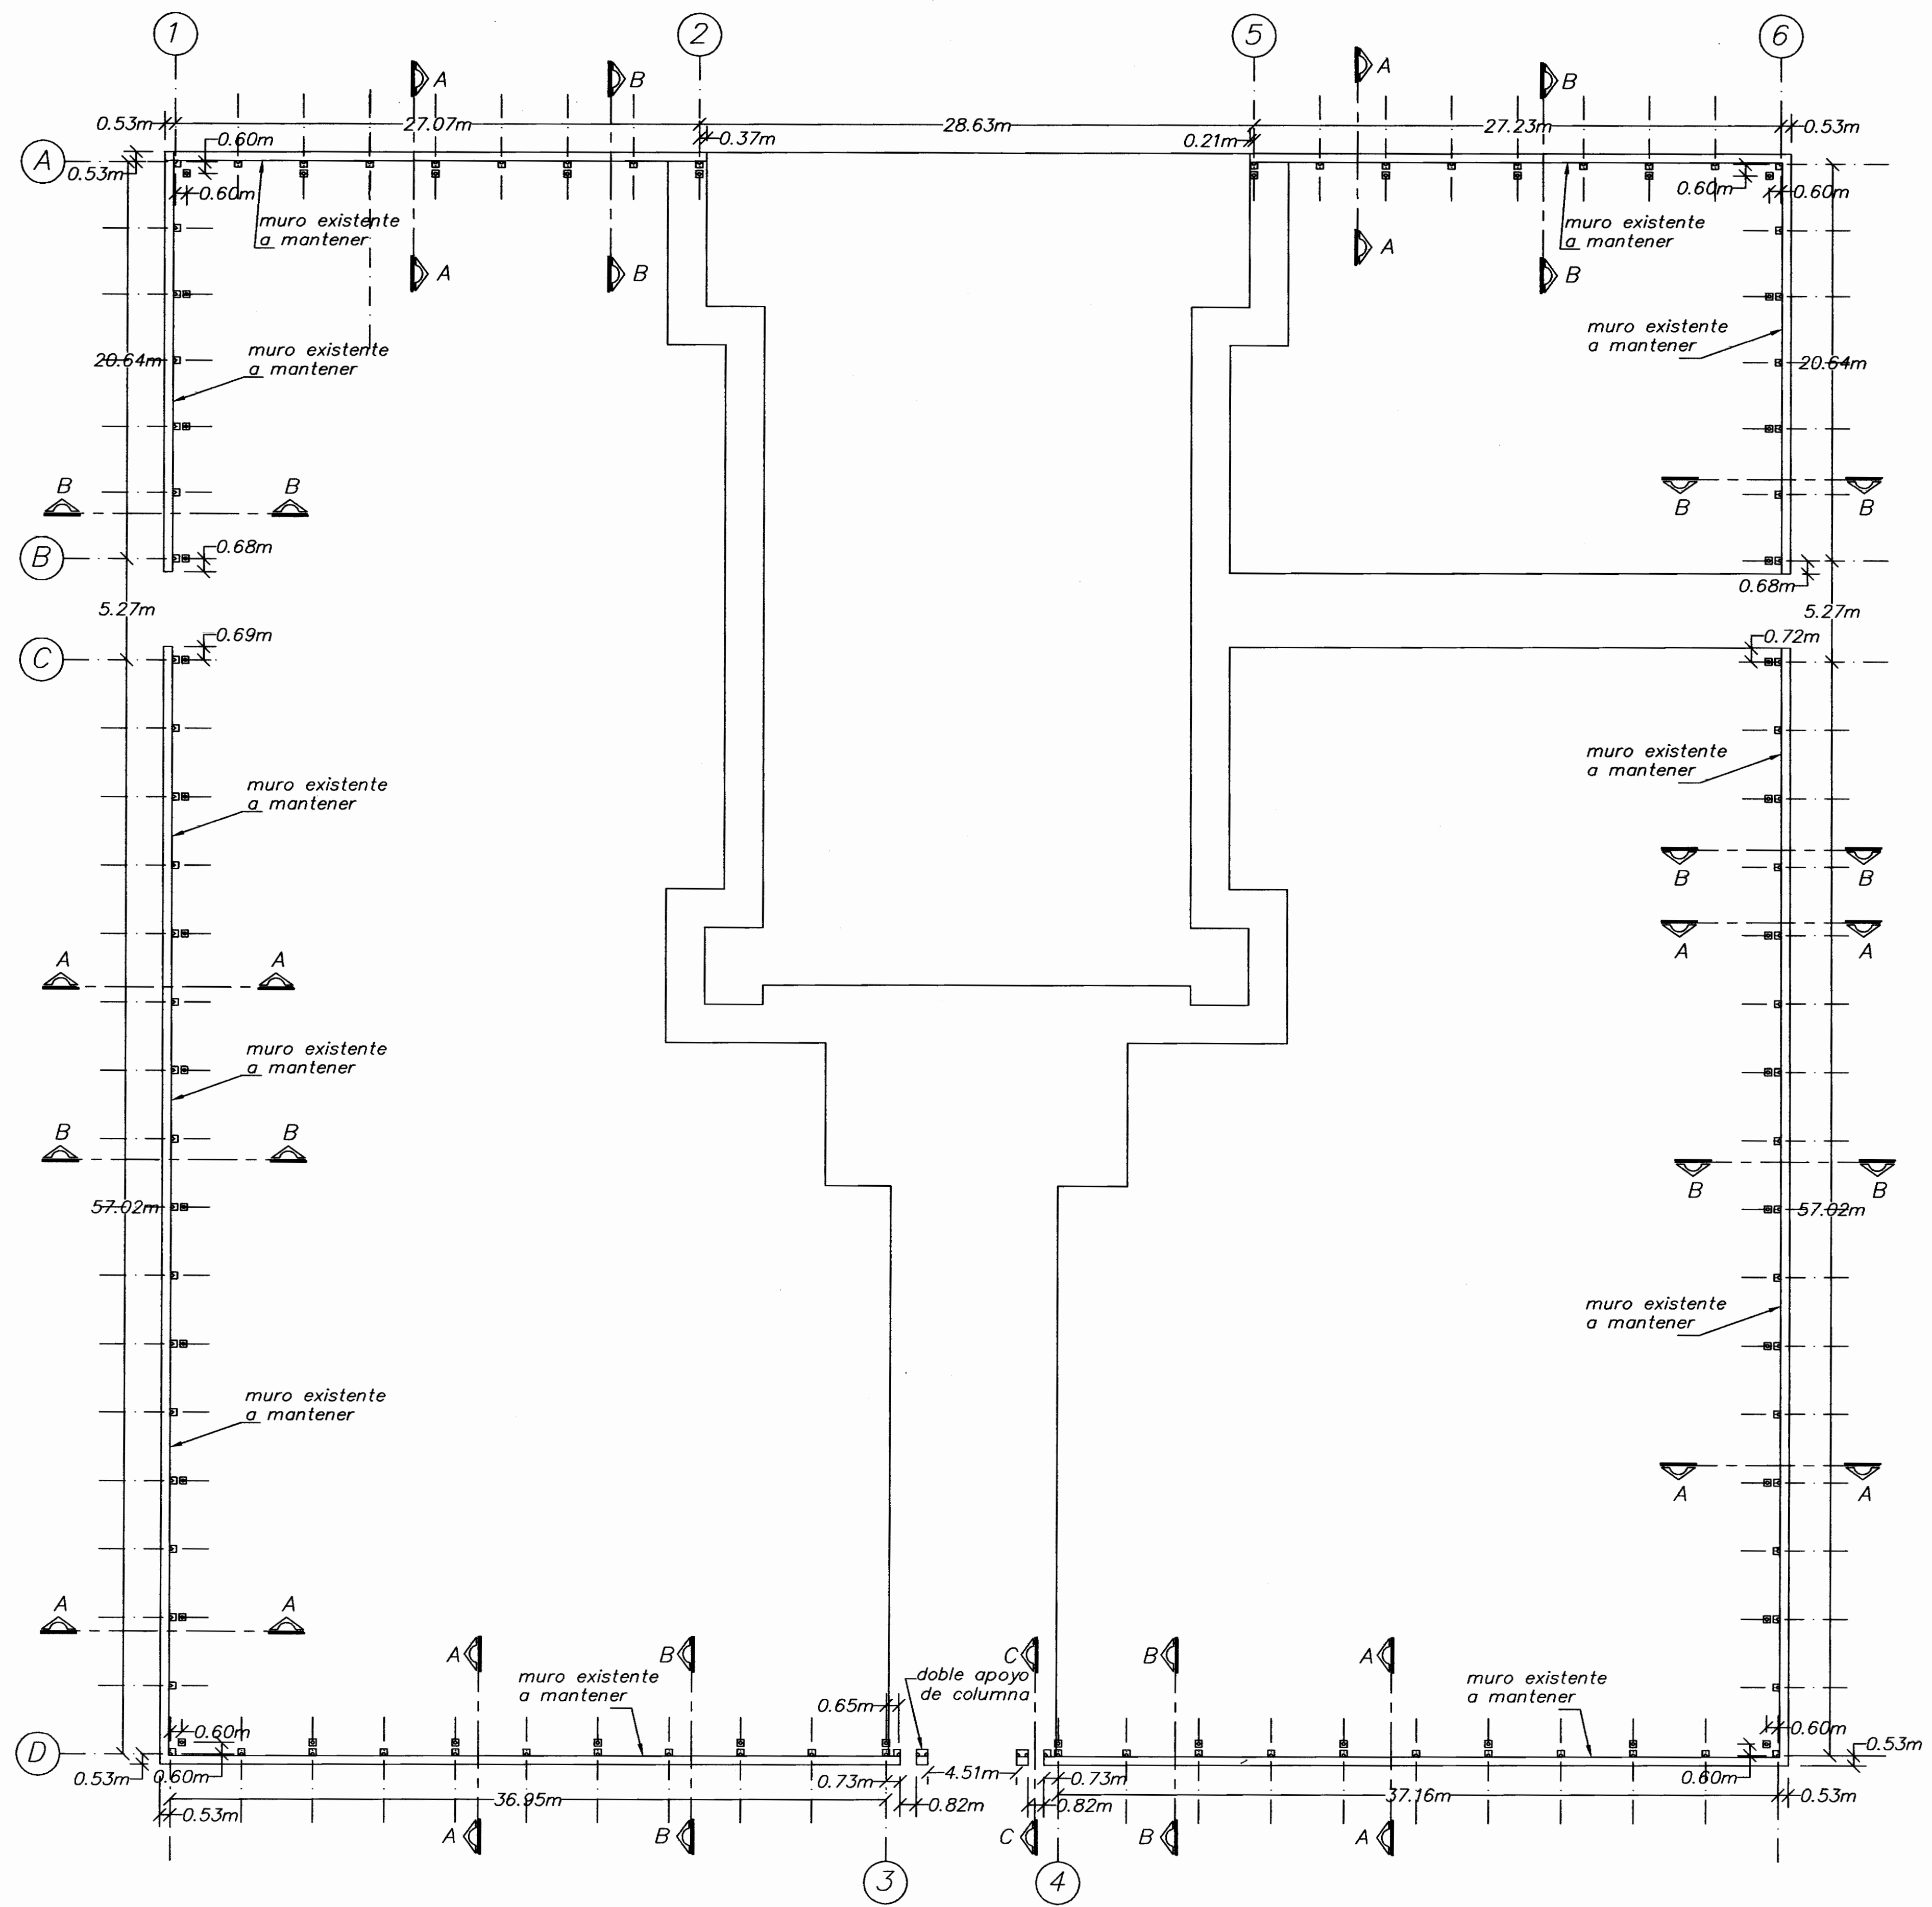 1
2
5
6
A
B
A
B
0.53m
27.07m
28.63m
27.23m
0.53m
0.60m
0.37m
0.21m
A
0.53m
0.60m
0.60m
0.60m
muro existente
a mantener
muro existente
a mantener
A
B
A
B
20.64m
muro existente
a mantener
muro existente
a mantener
20.64m
B
B
B
B
B
0.68m
0.68m
5.27m
5.27m
0.69m
0.72m
C
muro existente
a mantener
muro existente
a mantener
B
B
A
A
A
A
muro existente
a mantener
B
B
B
B
57.02m
57.02m
muro existente
a mantener
muro existente
a mantener
A
A
A
A
A
B
C
B
A
muro existente
a mantener
doble apoyo
de columna
muro existente
a mantener
0.65m
0.60m
0.60m
D
0.53m
0.60m
0.73m
4.51m
0.73m
0.60m
0.53m
36.95m
0.53m
0.82m
0.82m
37.16m
0.53m
A
B
C
B
A
3
4